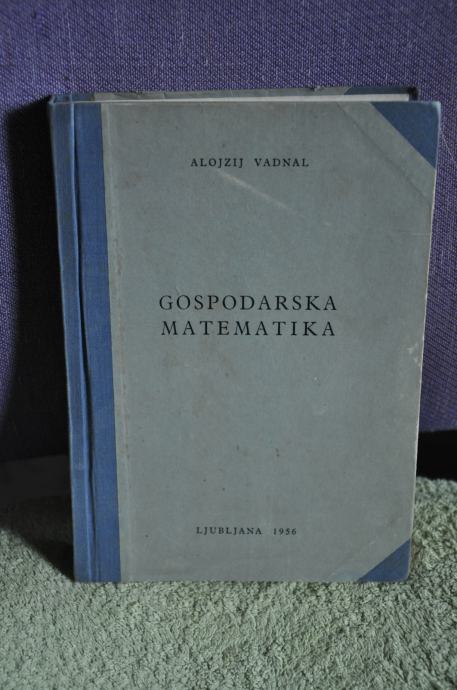 ALOJZIJ VADNAL
GOSPODARSKA
MATEMATIKA
LJUBLJANA 1956